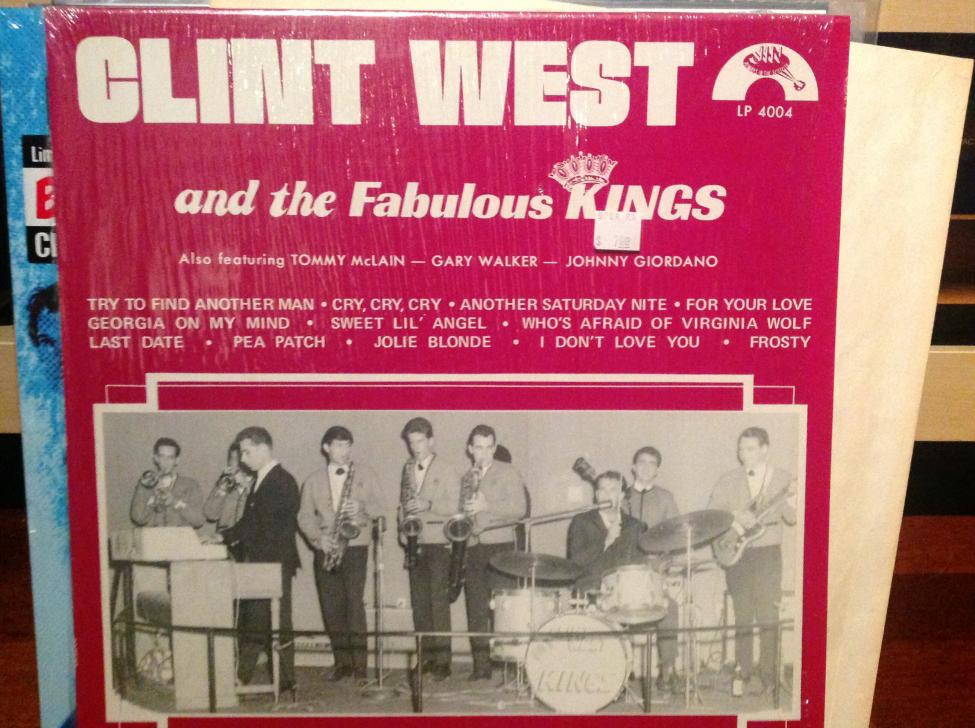 CLINT WEST
LP 4004
and the Fabulous KINGS
Also featuring TOMMY McLAIN — GARY WALKER — JOHNNY GIORDANO
TRY TO FIND ANOTHER MAN • CRY, CRY, CRY • ANOTHER SATURDAY NITE • FOR YOUR LOVE
GEORGIA ON MY MIND • SWEET LIL' ANGEL • WHO'S AFRAID OF VIRGINIA WOLF
LAST DATE • PEA PATCH • JOLIE BLONDE • I DON'T LOVE YOU • FROSTY
KINGS